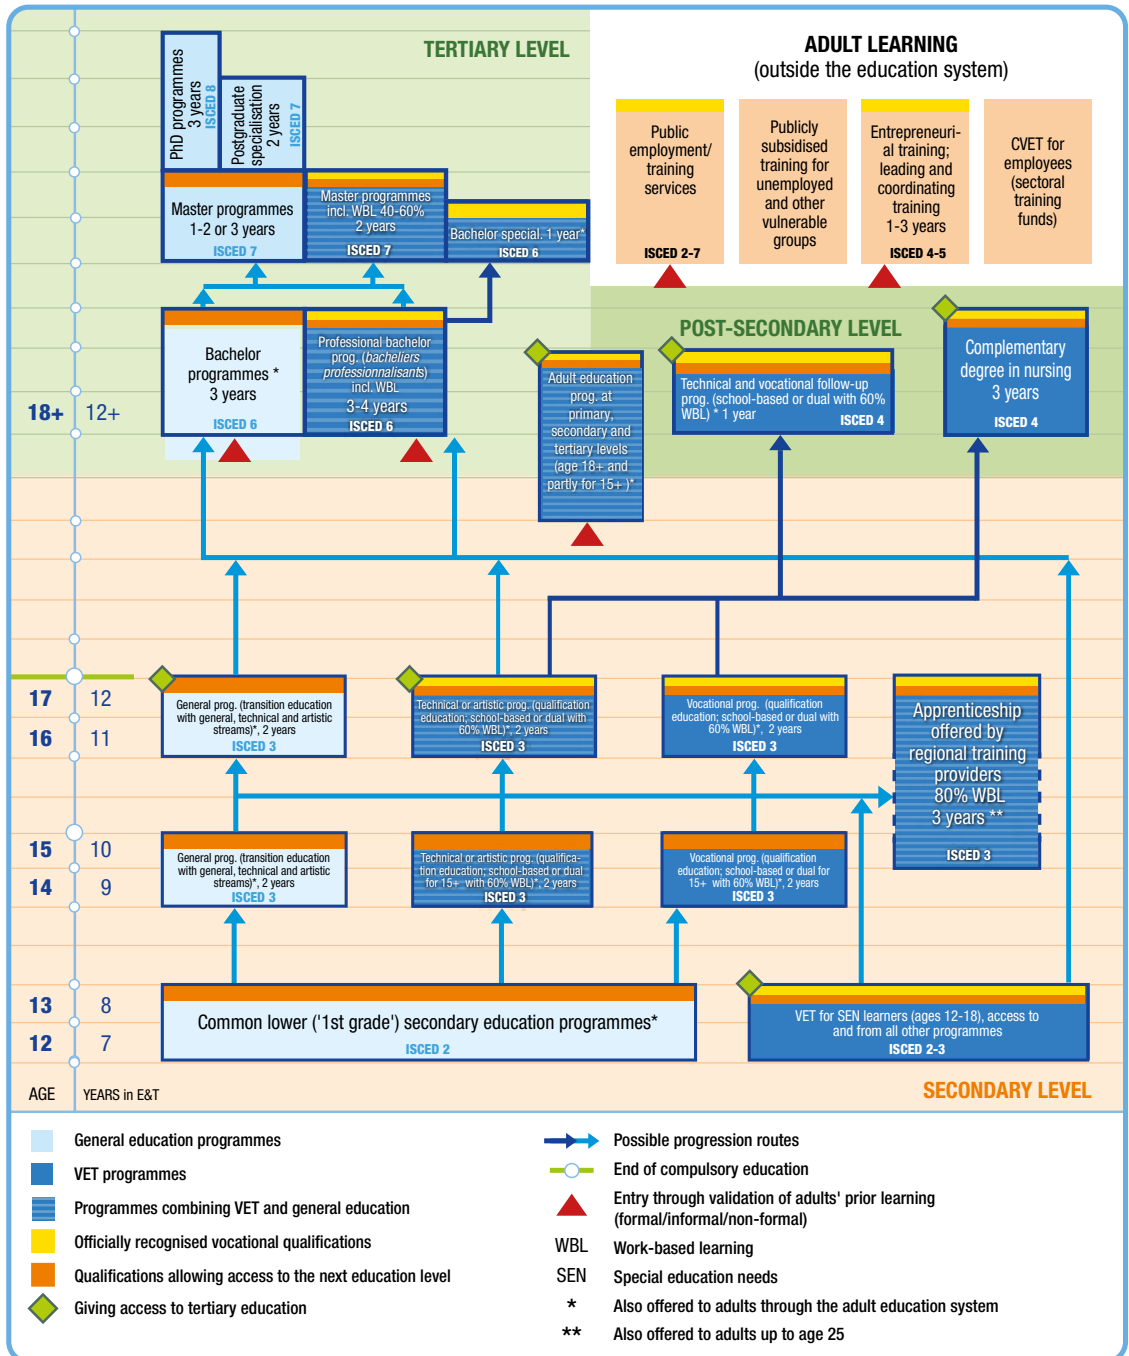 TERTIARY LEVEL
ADULT LEARNING
(outside the education system)
PhD programmes
3 years
ISCED 8
Postgraduate
specialisation
2 years
ISCED 7
Public
employment/
training
services
ISCED 2-7
Publicly
subsidised
training for
unemployed
and other
vulnerable
groups
Entrepreneuri-
al training;
leading and
coordinating
training
1-3 years
ISCED 4-5
CVET for
employees
(sectoral
training
funds)
Master programmes
1-2 or 3 years
ISCED 7
Master programmes
incl. WBL 40-60%
2 years
ISCED 7
Bachelor special. 1 year*
ISCED 6
POST-SECONDARY LEVEL
Bachelor
programmes *
3 years
ISCED 6
Professional bachelor
prog. (bacheliers
professionnalisants)
incl. WBL
3-4 years
ISCED 6
Adult education
prog. at
primary,
secondary and
tertiary levels
(age 18+ and
partly for 15+ )*
Technical and vocational follow-up
prog. (school-based or dual with 60%
WBL) * 1 year
ISCED 4
Complementary
degree in nursing
3 years
ISCED 4
18+ 12+
17 12
16 11
General prog. (transition education
with general, technical and artistic
streams)*, 2 years
ISCED 3
Technical or artistic prog. (qualification
education; school-based or dual with
60% WBL)*, 2 years
ISCED 3
Vocational prog. (qualification
education; school-based or dual with
60% WBL)*, 2 years
ISCED 3
Apprenticeship
offered by
regional training
providers
80% WBL
3 years **
ISCED 3
15 10
14 9
General prog. (transition education
with general, technical and artistic
streams)*, 2 years
ISCED 3
Technical or artistic prog. (qualifica-
tion education; school-based or dual
for 15+ with 60% WBL)*, 2 years
ISCED 3
Vocational prog. (qualification
education; school-based or dual for
15+ with 60% WBL)*, 2 years
ISCED 3
13 8
12 7
Common lower ('1st grade') secondary education programmes*
ISCED 2
VET for SEN learners (ages 12-18), access to
and from all other programmes
ISCED 2-3
AGE YEARS in E&T
SECONDARY LEVEL
General education programmes
VET programmes
Programmes combining VET and general education
Officially recognised vocational qualifications
Qualifications allowing access to the next education level
Giving access to tertiary education
Possible progression routes
End of compulsory education
Entry through validation of adults' prior learning
(formal/informal/non-formal)
WBL Work-based learning
SEN Special education needs
* Also offered to adults through the adult education system
** Also offered to adults up to age 25